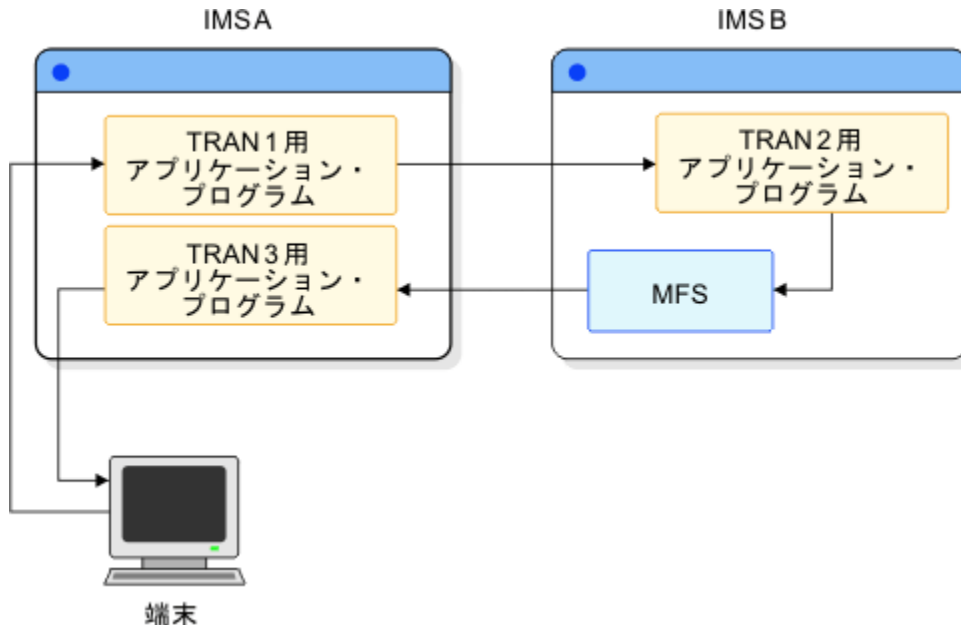 IMS A
IMS B
TRAN 1 用
アプリケーション・
プログラム
TRAN 2 用
アプリケーション・
プログラム
TRAN 3 用
アプリケーション・
プログラム
MFS
端末